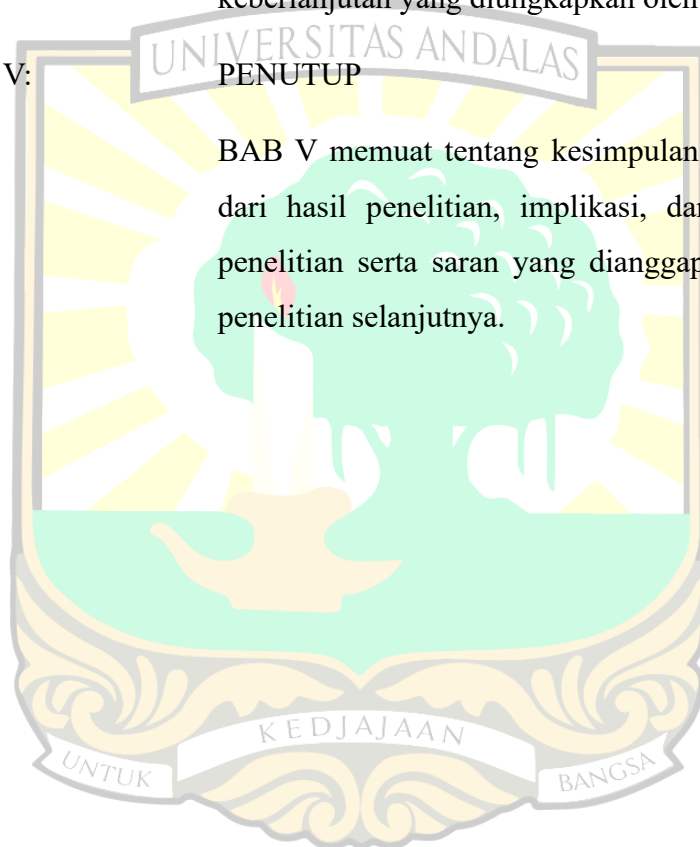 keberlanjutan yang diungkapkan oleh
UNIVERSITAS ANDALAS
V: PENUTUP
BAB V memuat tentang kesimpulan
dari hasil penelitian, implikasi, dan
penelitian serta saran yang dianggap
penelitian selanjutnya.
KEDJAJAAN
UNTUK
BANGSA